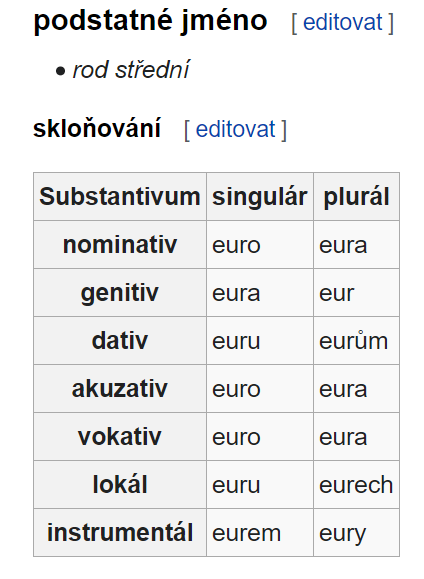 podstatné jméno [ editovat ]
• rod střední
skloňování [ editovat ]
Substantivum singulár plurál
nominativ euro eura
genitiv eura eur
dativ euru eurům
akuzativ euro eura
vokativ euro eura
lokál euru eurech
instrumentál eurem eury